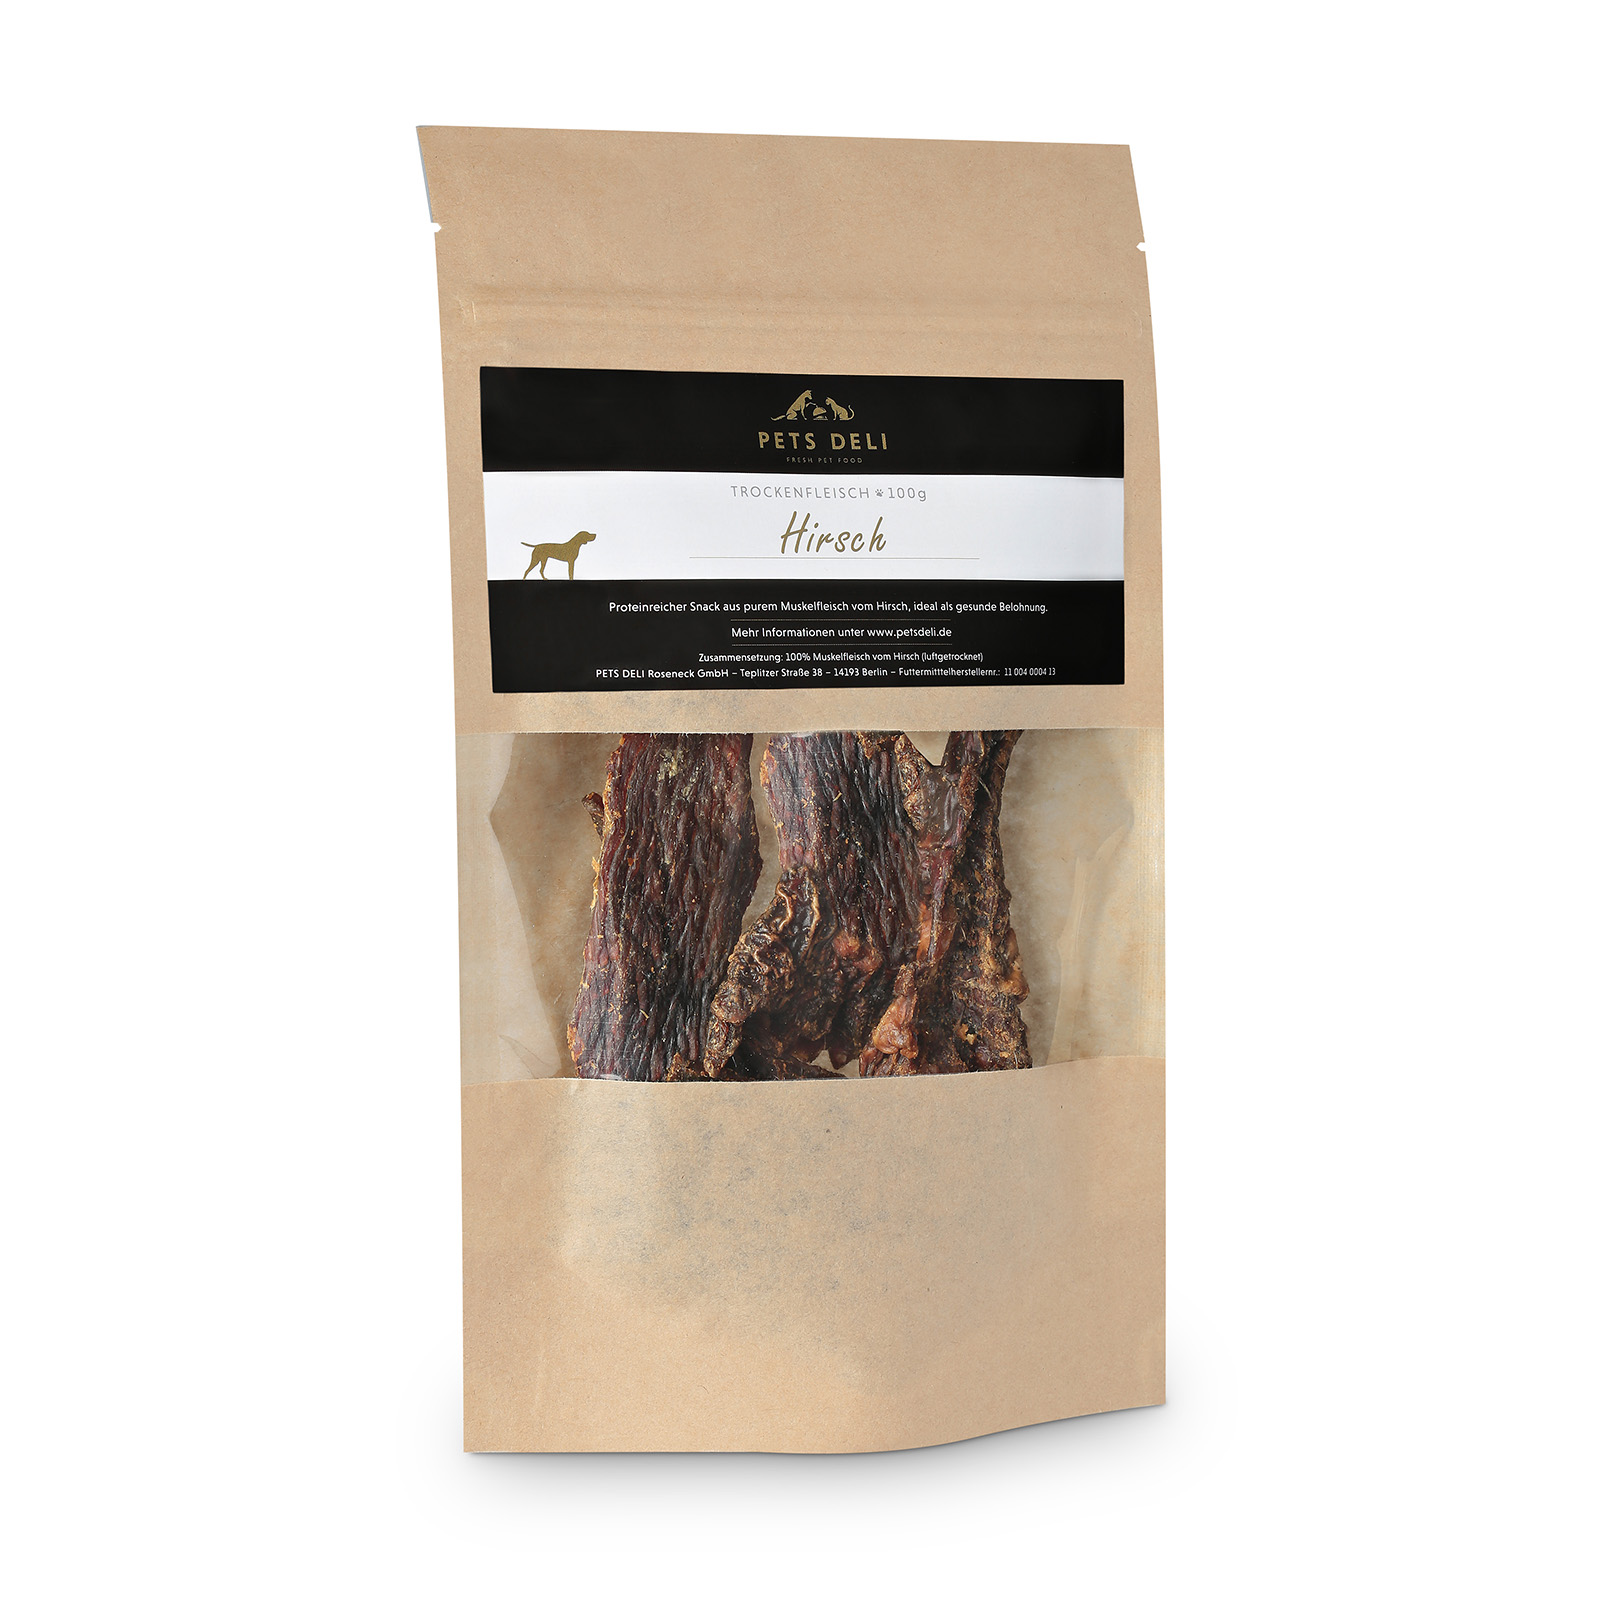 PETS DELI
FRESH PET FOOD
TROCKENFLEISCH 100g
Hirsch
Proteinreicher Snack aus purem Muskelfleisch vom Hirsch, ideal als gesunde Belohnung.
Mehr Informationen unter www.petsdeli.de
Zusammensetzung: 100% Muskelfleisch vom Hirsch (luftgetrocknet)
PETS DELI Roseneck GmbH – Teplitzer Straße 38 – 14193 Berlin – Futtermittelherstellernr.: 11 004 0004 13